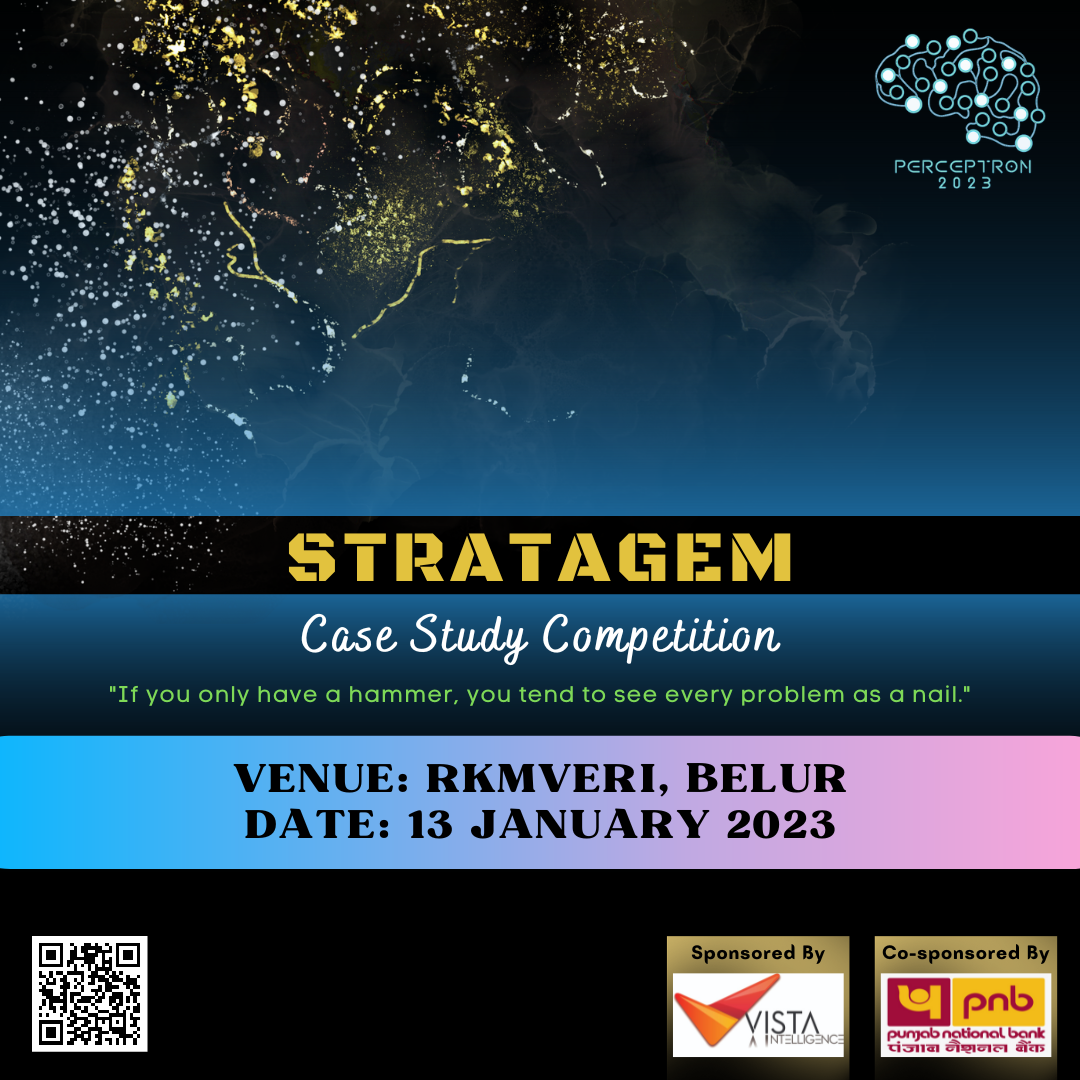 PERCEPTRON
2023
STRATAGEM
Case Study Competition
"If you only have a hammer, you tend to see every problem as a nail."
VENUE: RKMVERI, BELUR
DATE: 13 JANUARY 2023
Sponsored By
VISTA
INTELLIGENCE
Co-sponsored By
pnb
punjab national bank
पंजाब नैशनल बैंक